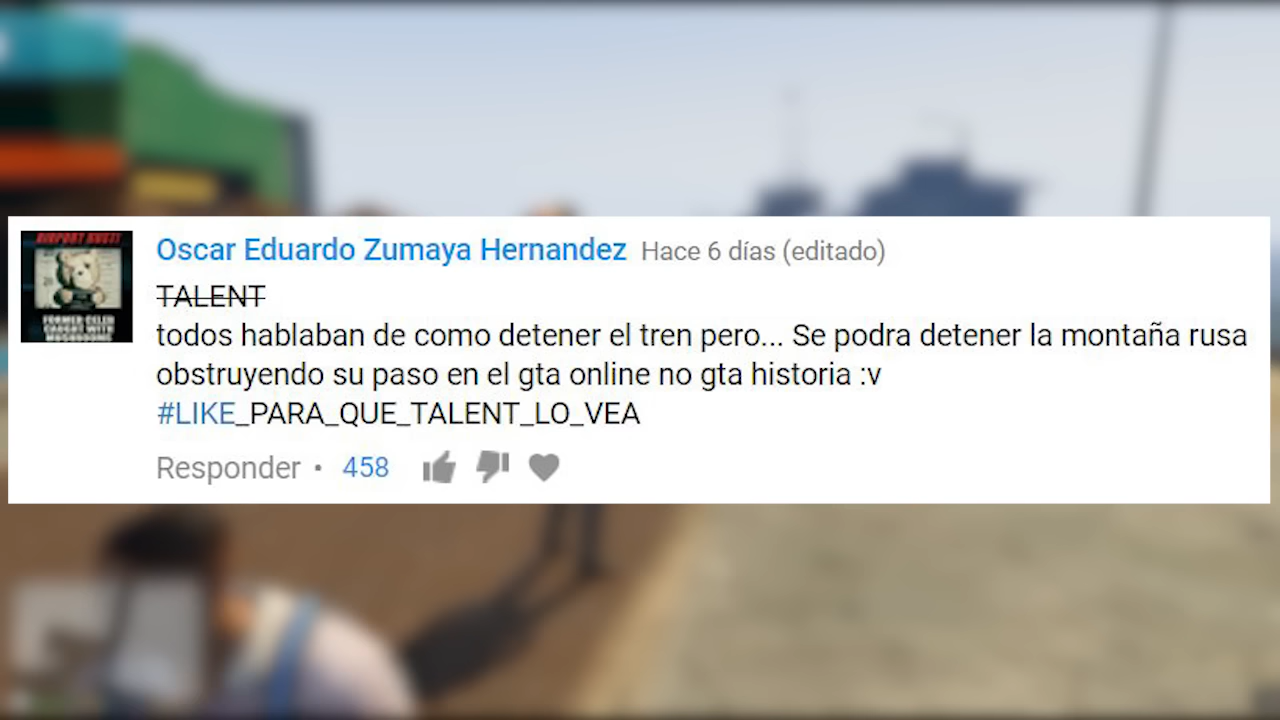 Oscar Eduardo Zumaya Hernandez Hace 6 días (editado)
TALENT
todos hablaban de como detener el tren pero... Se podra detener la montaña rusa
obstruyendo su paso en el gta online no gta historia :v
#LIKE_PARA_QUE_TALENT_LO_VEA
Responder • 458